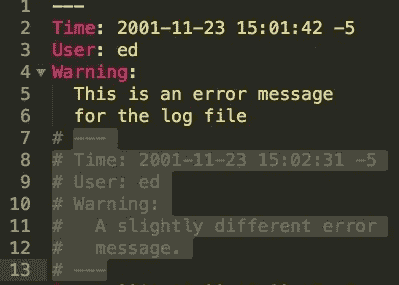 1 ---
2 Time: 2001-11-23 15:01:42 -5
3 User: ed
4 Warning:
5 This is an error message
6 for the log file
7 # ---
8 # Time: 2001-11-23 15:02:31 -5
9 # User: ed
10 # Warning:
11 # A slightly different error
12 # message.
13 # ---